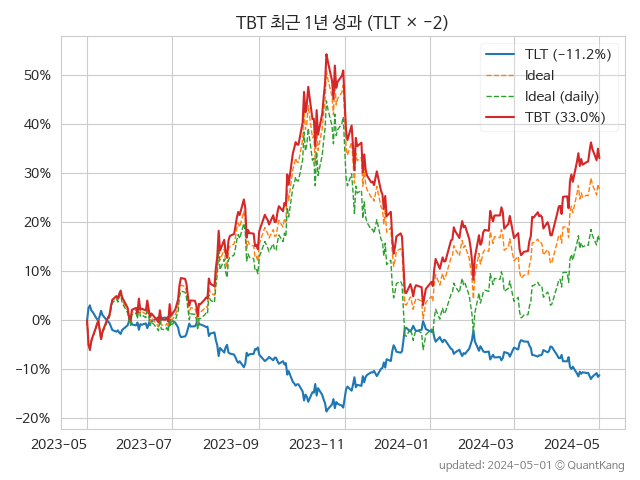 TBT 최근 1년 성과 (TLT × −2)
TLT (−11.2%)
Ideal
Ideal (daily)
TBT (33.0%)
50%
40%
30%
20%
10%
0%
−10%
−20%
2023-05
2023-07
2023-09
2023-11
2024-01
2024-03
2024-05
updated: 2024-05-01 ⓒ QuantKang